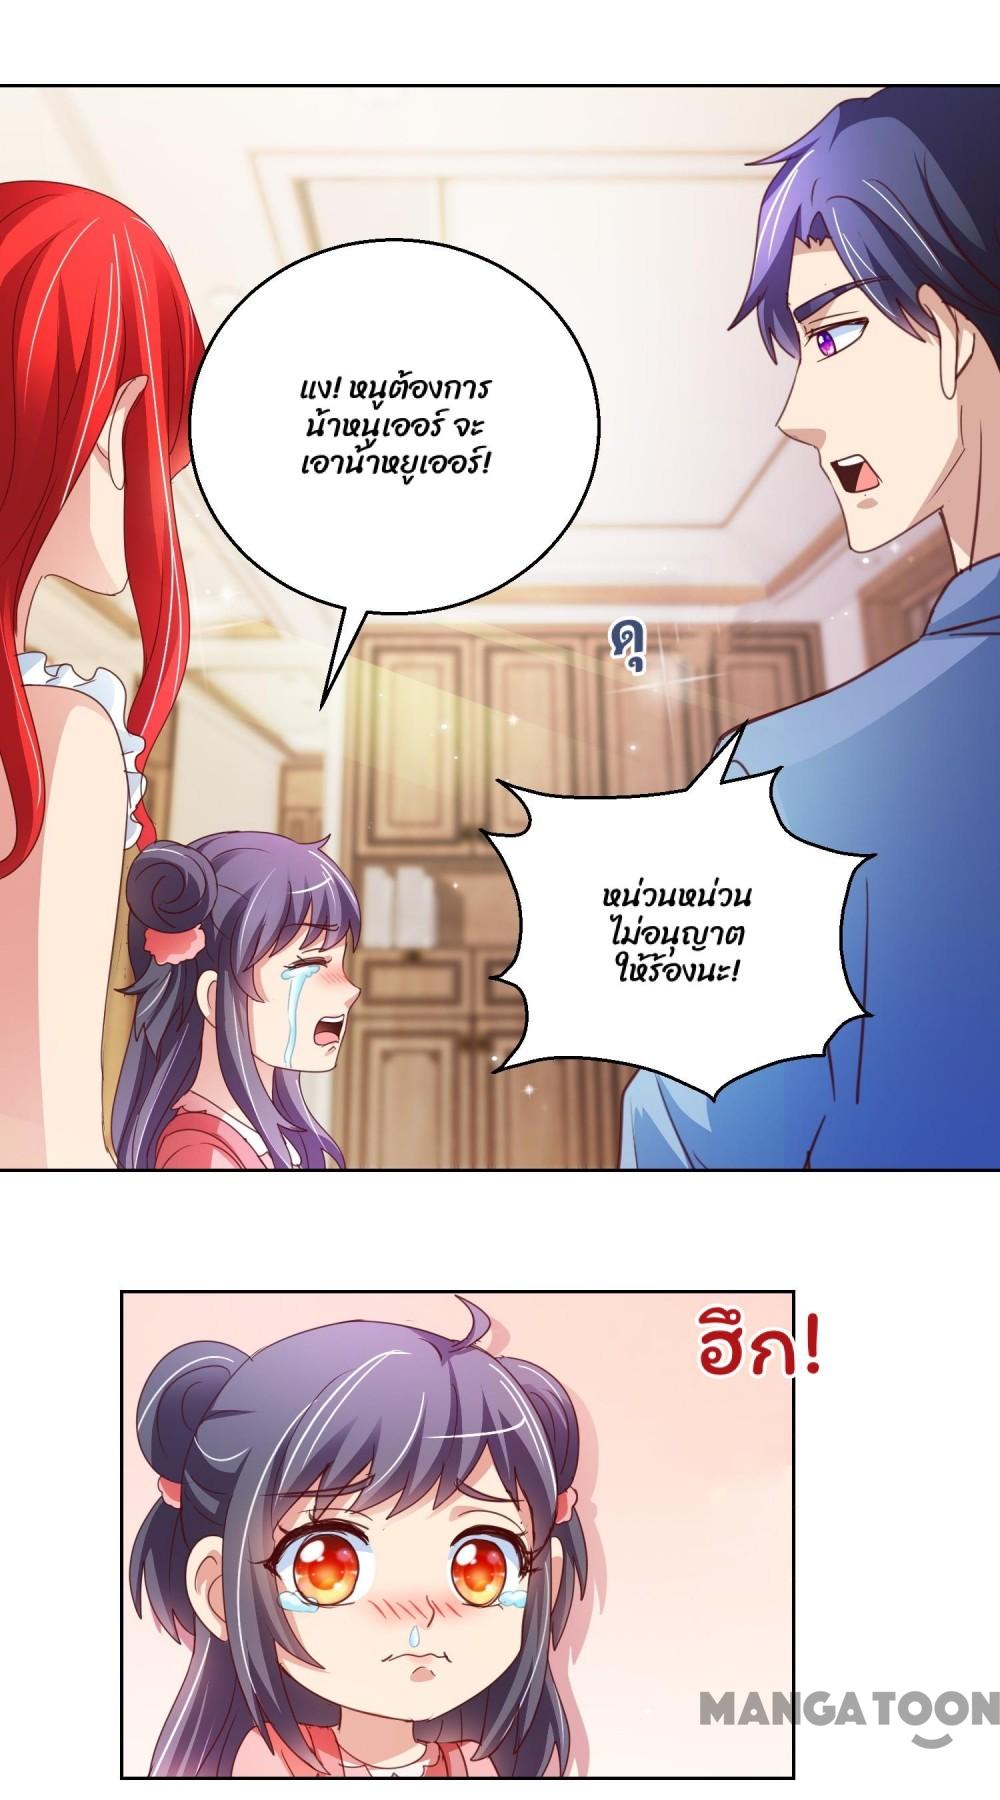 แง! หนูต้องการ
น้าหนูเออร์ จะ
เอาน้าหยูเออร์!
ดุ
หน่วนหน่วน
ไม่อนุญาต
ให้ร้องนะ!
ฮึก!
MANGATOON